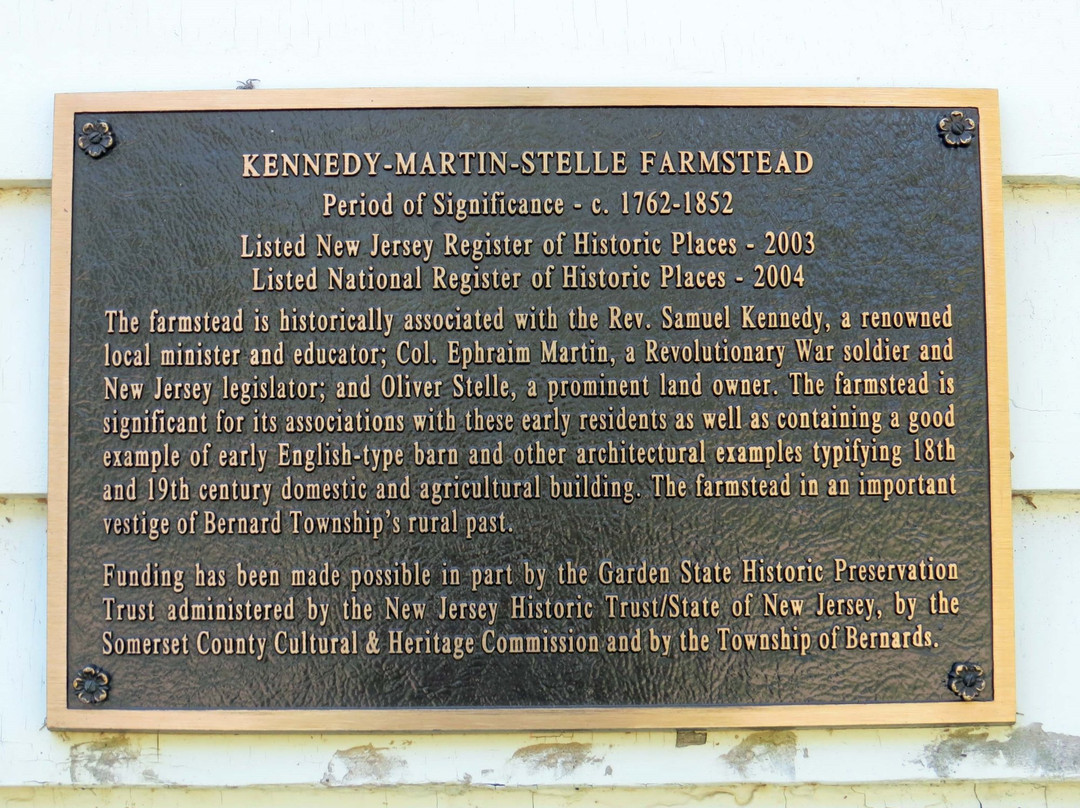 KENNEDY-MARTIN-STELLE FARMSTEAD
Period of Significance - c. 1762-1852
Listed New Jersey Register of Historic Places - 2003
Listed National Register of Historic Places - 2004
The farmstead is historically associated with the Rev. Samuel Kennedy, a renowned
local minister and educator; Col. Ephraim Martin, a Revolutionary War soldier and
New Jersey legislator; and Oliver Stelle, a prominent land owner. The farmstead is
significant for its associations with these early residents as well as containing a good
example of early English-type barn and other architectural examples typifying 18th
and 19th century domestic and agricultural building. The farmstead in an important
vestige of Bernard Township's rural past.
Funding has been made possible in part by the Garden State Historic Preservation
Trust administered by the New Jersey Historic Trust/State of New Jersey, by the
Somerset County Cultural & Heritage Commission and by the Township of Bernards.